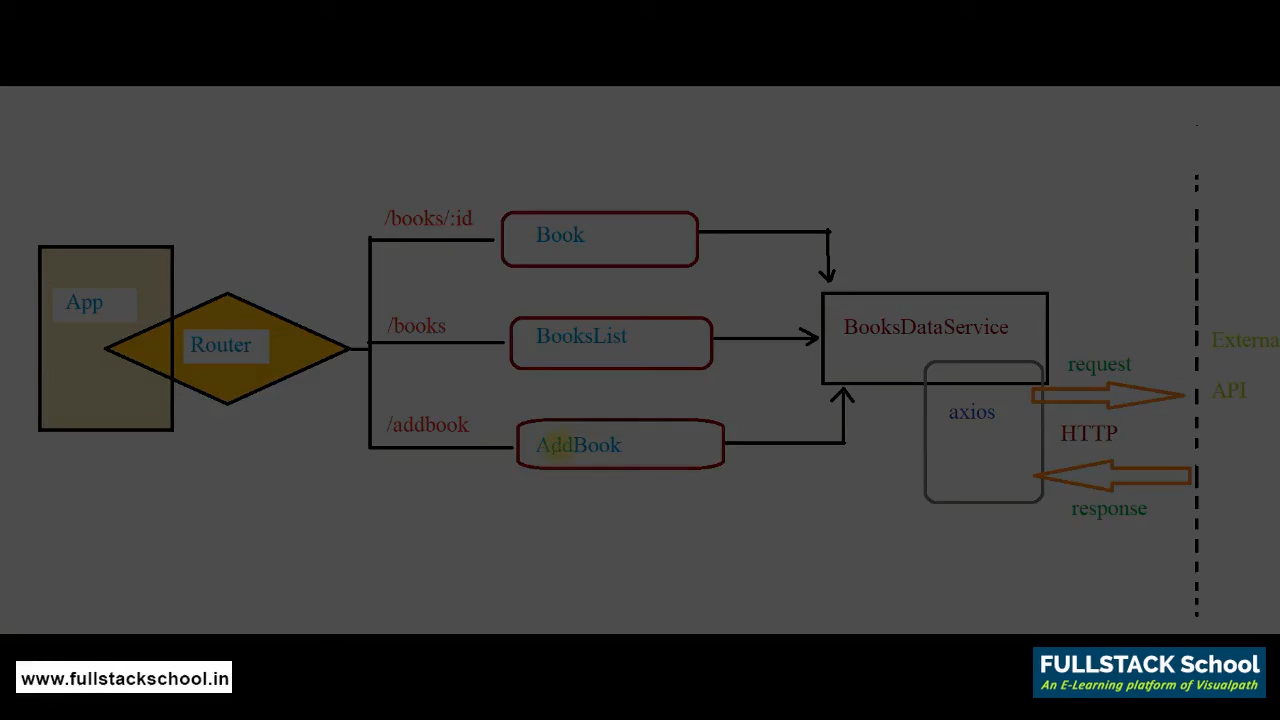 /books/:id
Book
App
Router
/books
BooksList
BooksDataService
/addbook
AddBook
axios
request
HTTP
response
Externa
API
www.fullstackschool.in
FULLSTACK School
An E-Learning platform of Visualpath